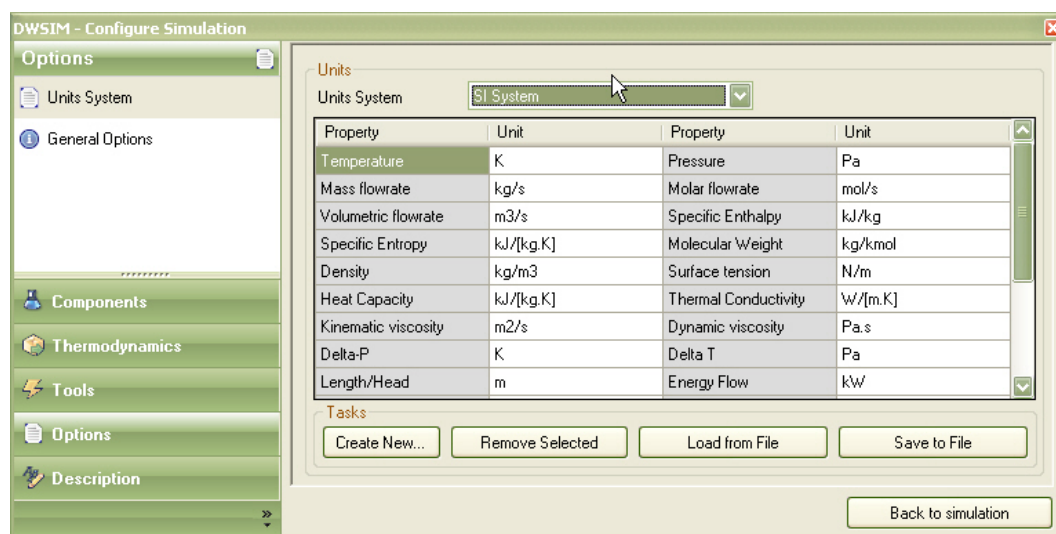 DWSIM - Configure Simulation
Options
Units System
General Options
Components
Thermodynamics
Tools
Options
Description
»
Units
Units System SI System
Property Unit Property Unit
Temperature K Pressure Pa
Mass flowrate kg/s Molar flowrate mol/s
Volumetric flowrate m3/s Specific Enthalpy kJ/kg
Specific Entropy kJ/[kg.K] Molecular Weight kg/kmol
Density kg/m3 Surface tension N/m
Heat Capacity kJ/[kg.K] Thermal Conductivity W/[m.K]
Kinematic viscosity m2/s Dynamic viscosity Pa.s
Delta-P K Delta T Pa
Length/Head m Energy Flow kW
Tasks
Create New... Remove Selected Load from File Save to File
Back to simulation